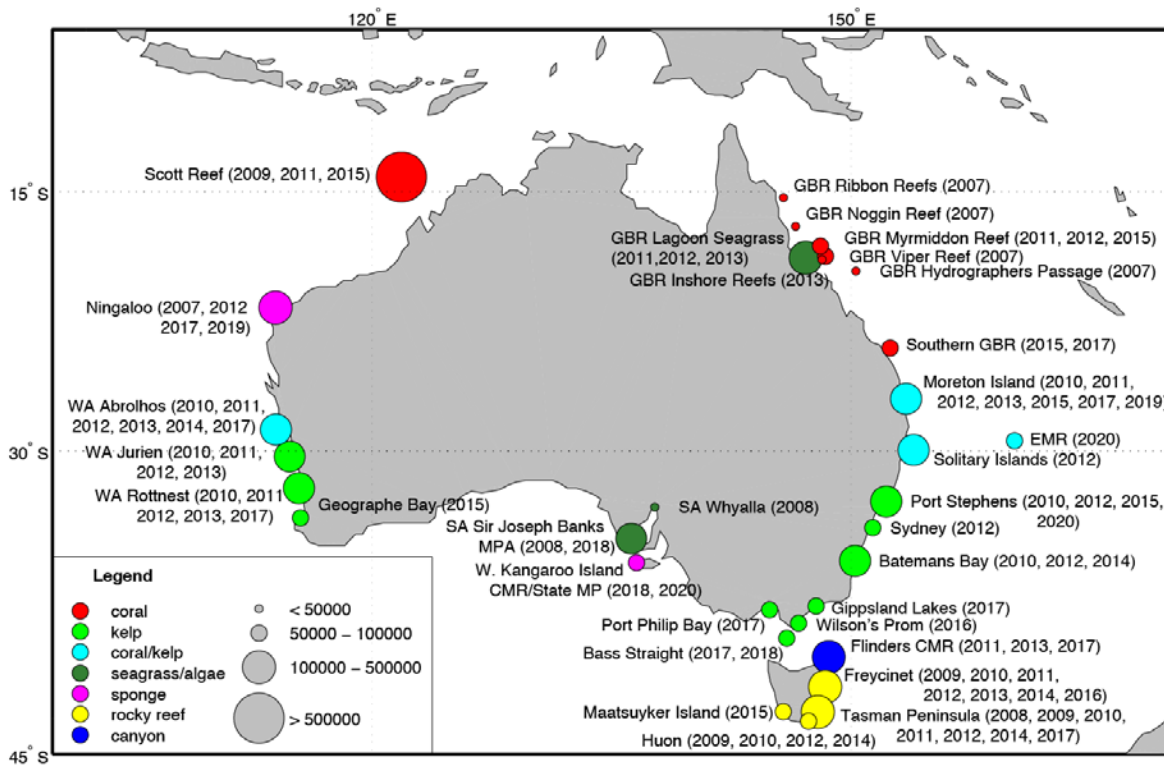 120° E
150° E
15° S
30° S
45° S
Scott Reef (2009, 2011, 2015)
GBR Ribbon Reefs (2007)
GBR Noggin Reef (2007)
GBR Lagoon Seagrass
(2011,2012, 2013)
GBR Myrmiddon Reef (2011, 2012, 2015)
GBR Viper Reef (2007)
GBR Inshore Reefs (2013)
GBR Hydrographers Passage (2007)
Ningaloo (2007, 2012
2017, 2019)
Southern GBR (2015, 2017)
Moreton Island (2010, 2011,
2012, 2013, 2015, 2017, 2019)
WA Abrolhos (2010, 2011,
2012, 2013, 2014, 2017)
EMR (2020)
Solitary Islands (2012)
WA Jurien (2010, 2011,
2012, 2013)
WA Rottnest (2010, 2011
2012, 2013, 2017)
Geographe Bay (2015)
SA Whyalla (2008)
Port Stephens (2010, 2012, 2015,
2020)
SA Sir Joseph Banks
MPA (2008, 2018)
Sydney (2012)
Batemans Bay (2010, 2012, 2014)
W. Kangaroo Island
CMR/State MP (2018, 2020)
Gippsland Lakes (2017)
Port Philip Bay (2017)
Wilson's Prom (2016)
Bass Straight (2017, 2018)
Flinders CMR (2011, 2013, 2017)
Freycinet (2009, 2010, 2011,
2012, 2013, 2014, 2016)
Maatsuyker Island (2015)
Tasman Peninsula (2008, 2009, 2010,
2011, 2012, 2014, 2017)
Huon (2009, 2010, 2012, 2014)
Legend
coral
kelp
coral/kelp
seagrass/algae
sponge
rocky reef
canyon
< 50000
50000 – 100000
100000 – 500000
> 500000